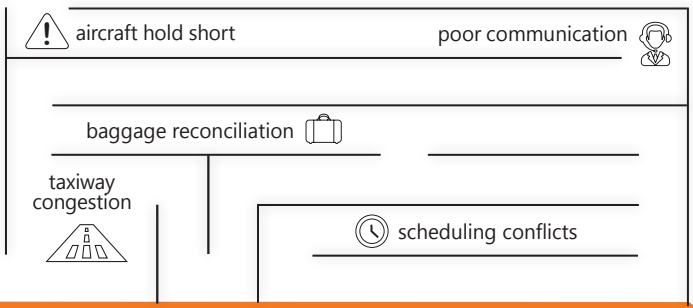 aircraft hold short
poor communication
baggage reconciliation
taxiway
congestion
scheduling conflicts